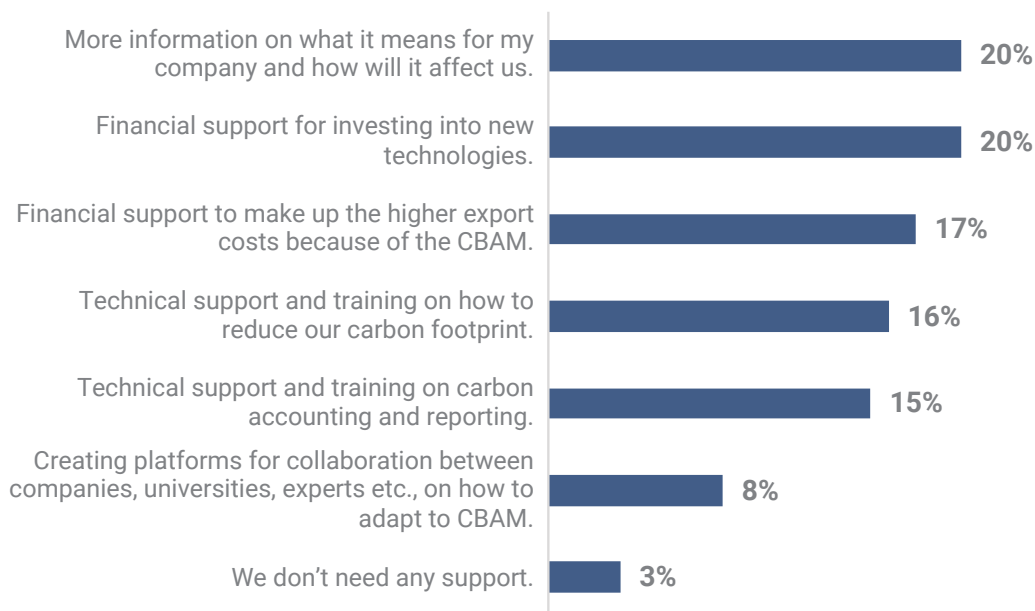 More information on what it means for my
company and how will it affect us.
20%
Financial support for investing into new
technologies.
20%
Financial support to make up the higher export
costs because of the CBAM.
17%
Technical support and training on how to
reduce our carbon footprint.
16%
Technical support and training on carbon
accounting and reporting.
15%
Creating platforms for collaboration between
companies, universities, experts etc., on how to
adapt to CBAM.
8%
We don’t need any support.
3%